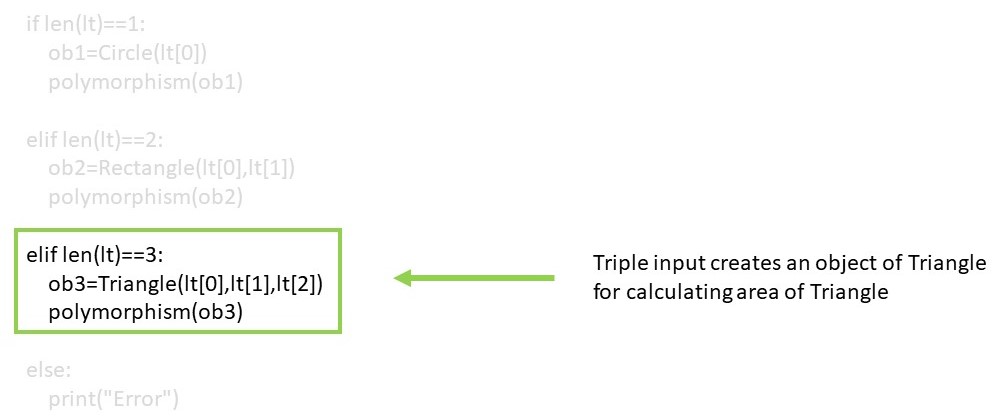 if len(lt)==1:
ob1=Circle(lt[0])
polymorphism(ob1)
elif len(lt)==2:
ob2=Rectangle(lt[0],lt[1])
polymorphism(ob2)
elif len(lt)==3:
ob3=Triangle(lt[0],lt[1],lt[2])
polymorphism(ob3)
Triple input creates an object of Triangle
for calculating area of Triangle
else:
print("Error")